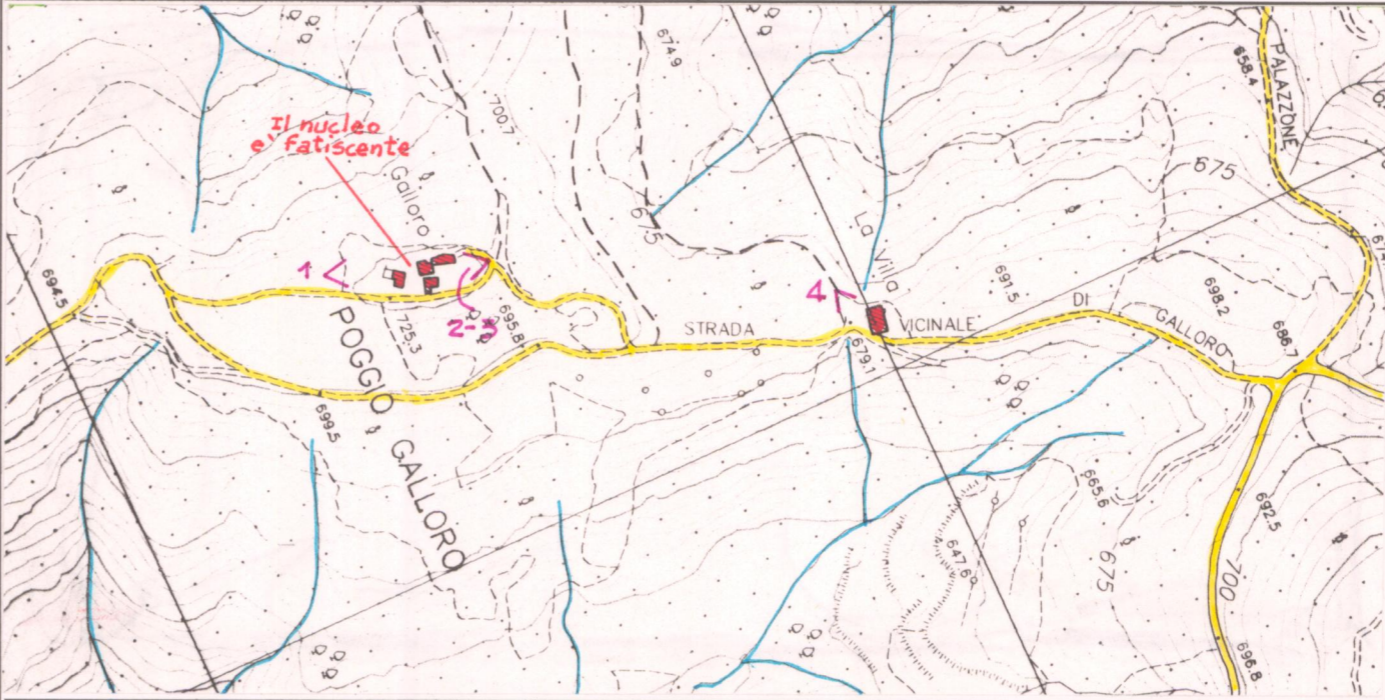 674.9
658.4
PALAZZONE
700.7
Il nucleo
e' fatiscente
Galloro
675
675
La Villa
1
4
694.5
691.5
698.2
686.7
2-3
695.8
725.3
STRADA
VICINALE
DI
GALLORO
679.1
POGGIO GALLORO
699.5
665.6
692.5
647.6
675
700
696.8